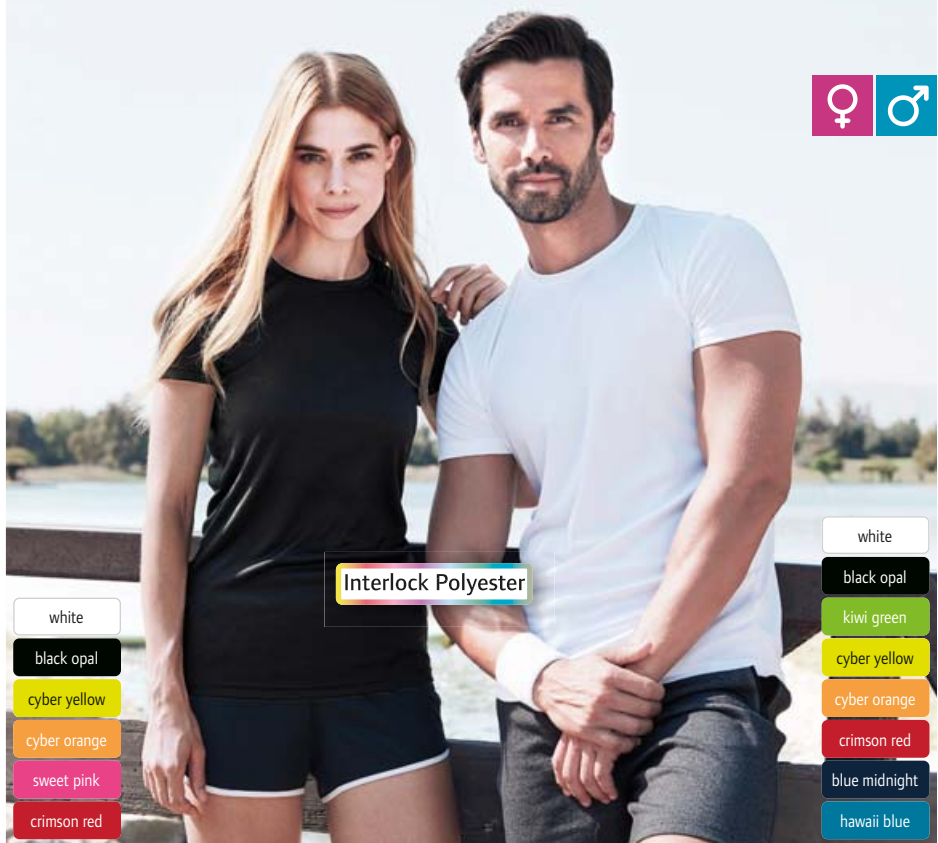 Interlock Polyester
white
black opal
cyber yellow
cyber orange
sweet pink
crimson red
white
black opal
kiwi green
cyber yellow
cyber orange
crimson red
blue midnight
hawaii blue